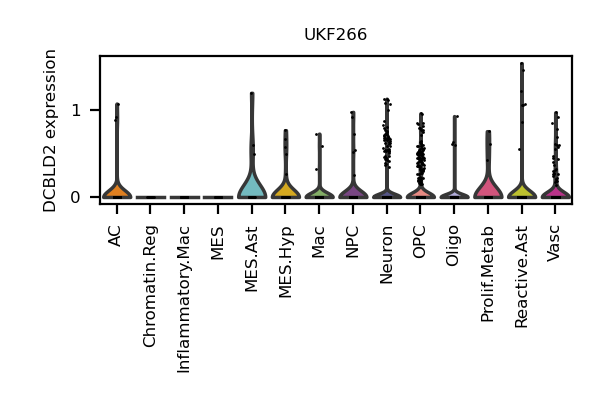 UKF266
DCBLD2 expression
1
0
AC
Chromatin.Reg
Inflammatory.Mac
MES
MES.Ast
MES.Hyp
Mac
NPC
Neuron
OPC
Oligo
Prolif.Metab
Reactive.Ast
Vasc